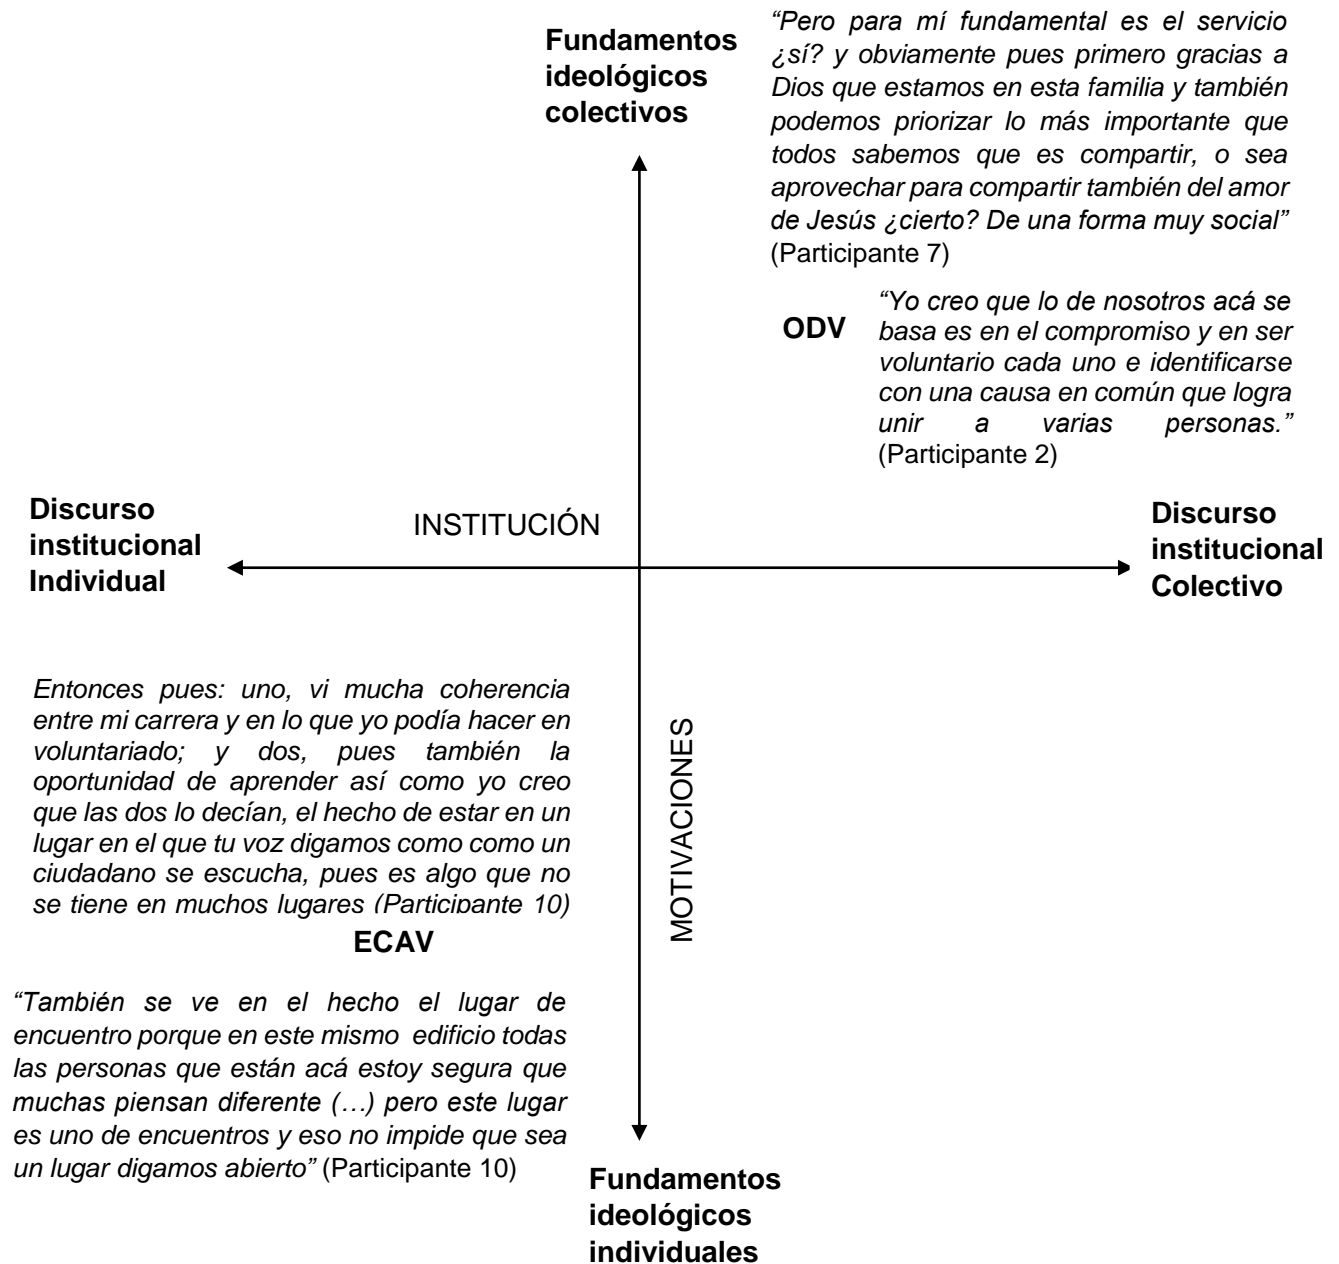 Fundamentos
ideológicos
colectivos
“Pero para mí fundamental es el servicio
¿sí? y obviamente pues primero gracias a
Dios que estamos en esta familia y también
podemos priorizar lo más importante que
todos sabemos que es compartir, o sea
aprovechar para compartir también del amor
de Jesús ¿cierto? De una forma muy social”
(Participante 7)
ODV
“Yo creo que lo de nosotros acá se
basa es en el compromiso y en ser
voluntario cada uno e identificarse
con una causa en común que logra
unir a varias personas.”
(Participante 2)
Discurso
institucional
Individual
INSTITUCIÓN
Discurso
institucional
Colectivo
Entonces pues: uno, vi mucha coherencia
entre mi carrera y en lo que yo podía hacer en
voluntariado; y dos, pues también la
oportunidad de aprender así como yo creo
que las dos lo decían, el hecho de estar en un
lugar en el que tu voz digamos como como un
ciudadano se escucha, pues es algo que no
se tiene en muchos lugares (Participante 10)
MOTIVACIONES
ECAV
“También se ve en el hecho el lugar de
encuentro porque en este mismo edificio todas
las personas que están acá estoy segura que
muchas piensan diferente (…) pero este lugar
es uno de encuentros y eso no impide que sea
un lugar digamos abierto” (Participante 10)
Fundamentos
ideológicos
individuales